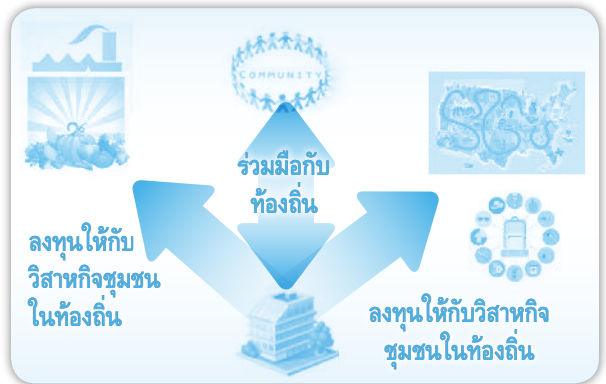 COMMUNITY
ร่วมมือกับ
ท้องถิ่น
ลงทุนให้กับ
วิสาหกิจชุมชน
ในท้องถิ่น
ลงทุนให้กับวิสาหกิจ
ชุมชนในท้องถิ่น